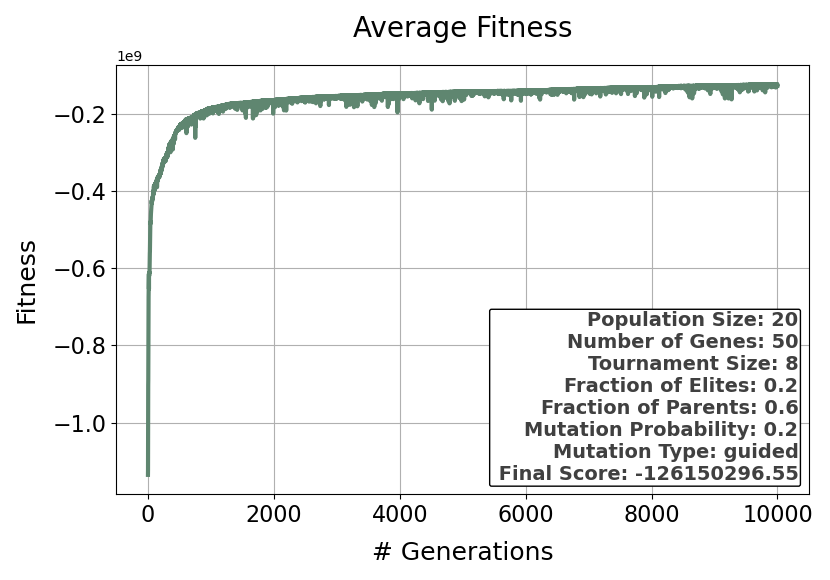 Average Fitness
1e9
−0.2
−0.4
−0.6
−0.8
−1.0
Fitness
Population Size: 20
Number of Genes: 50
Tournament Size: 8
Fraction of Elites: 0.2
Fraction of Parents: 0.6
Mutation Probability: 0.2
Mutation Type: guided
Final Score: -126150296.55
0 2000 4000 6000 8000 10000
# Generations